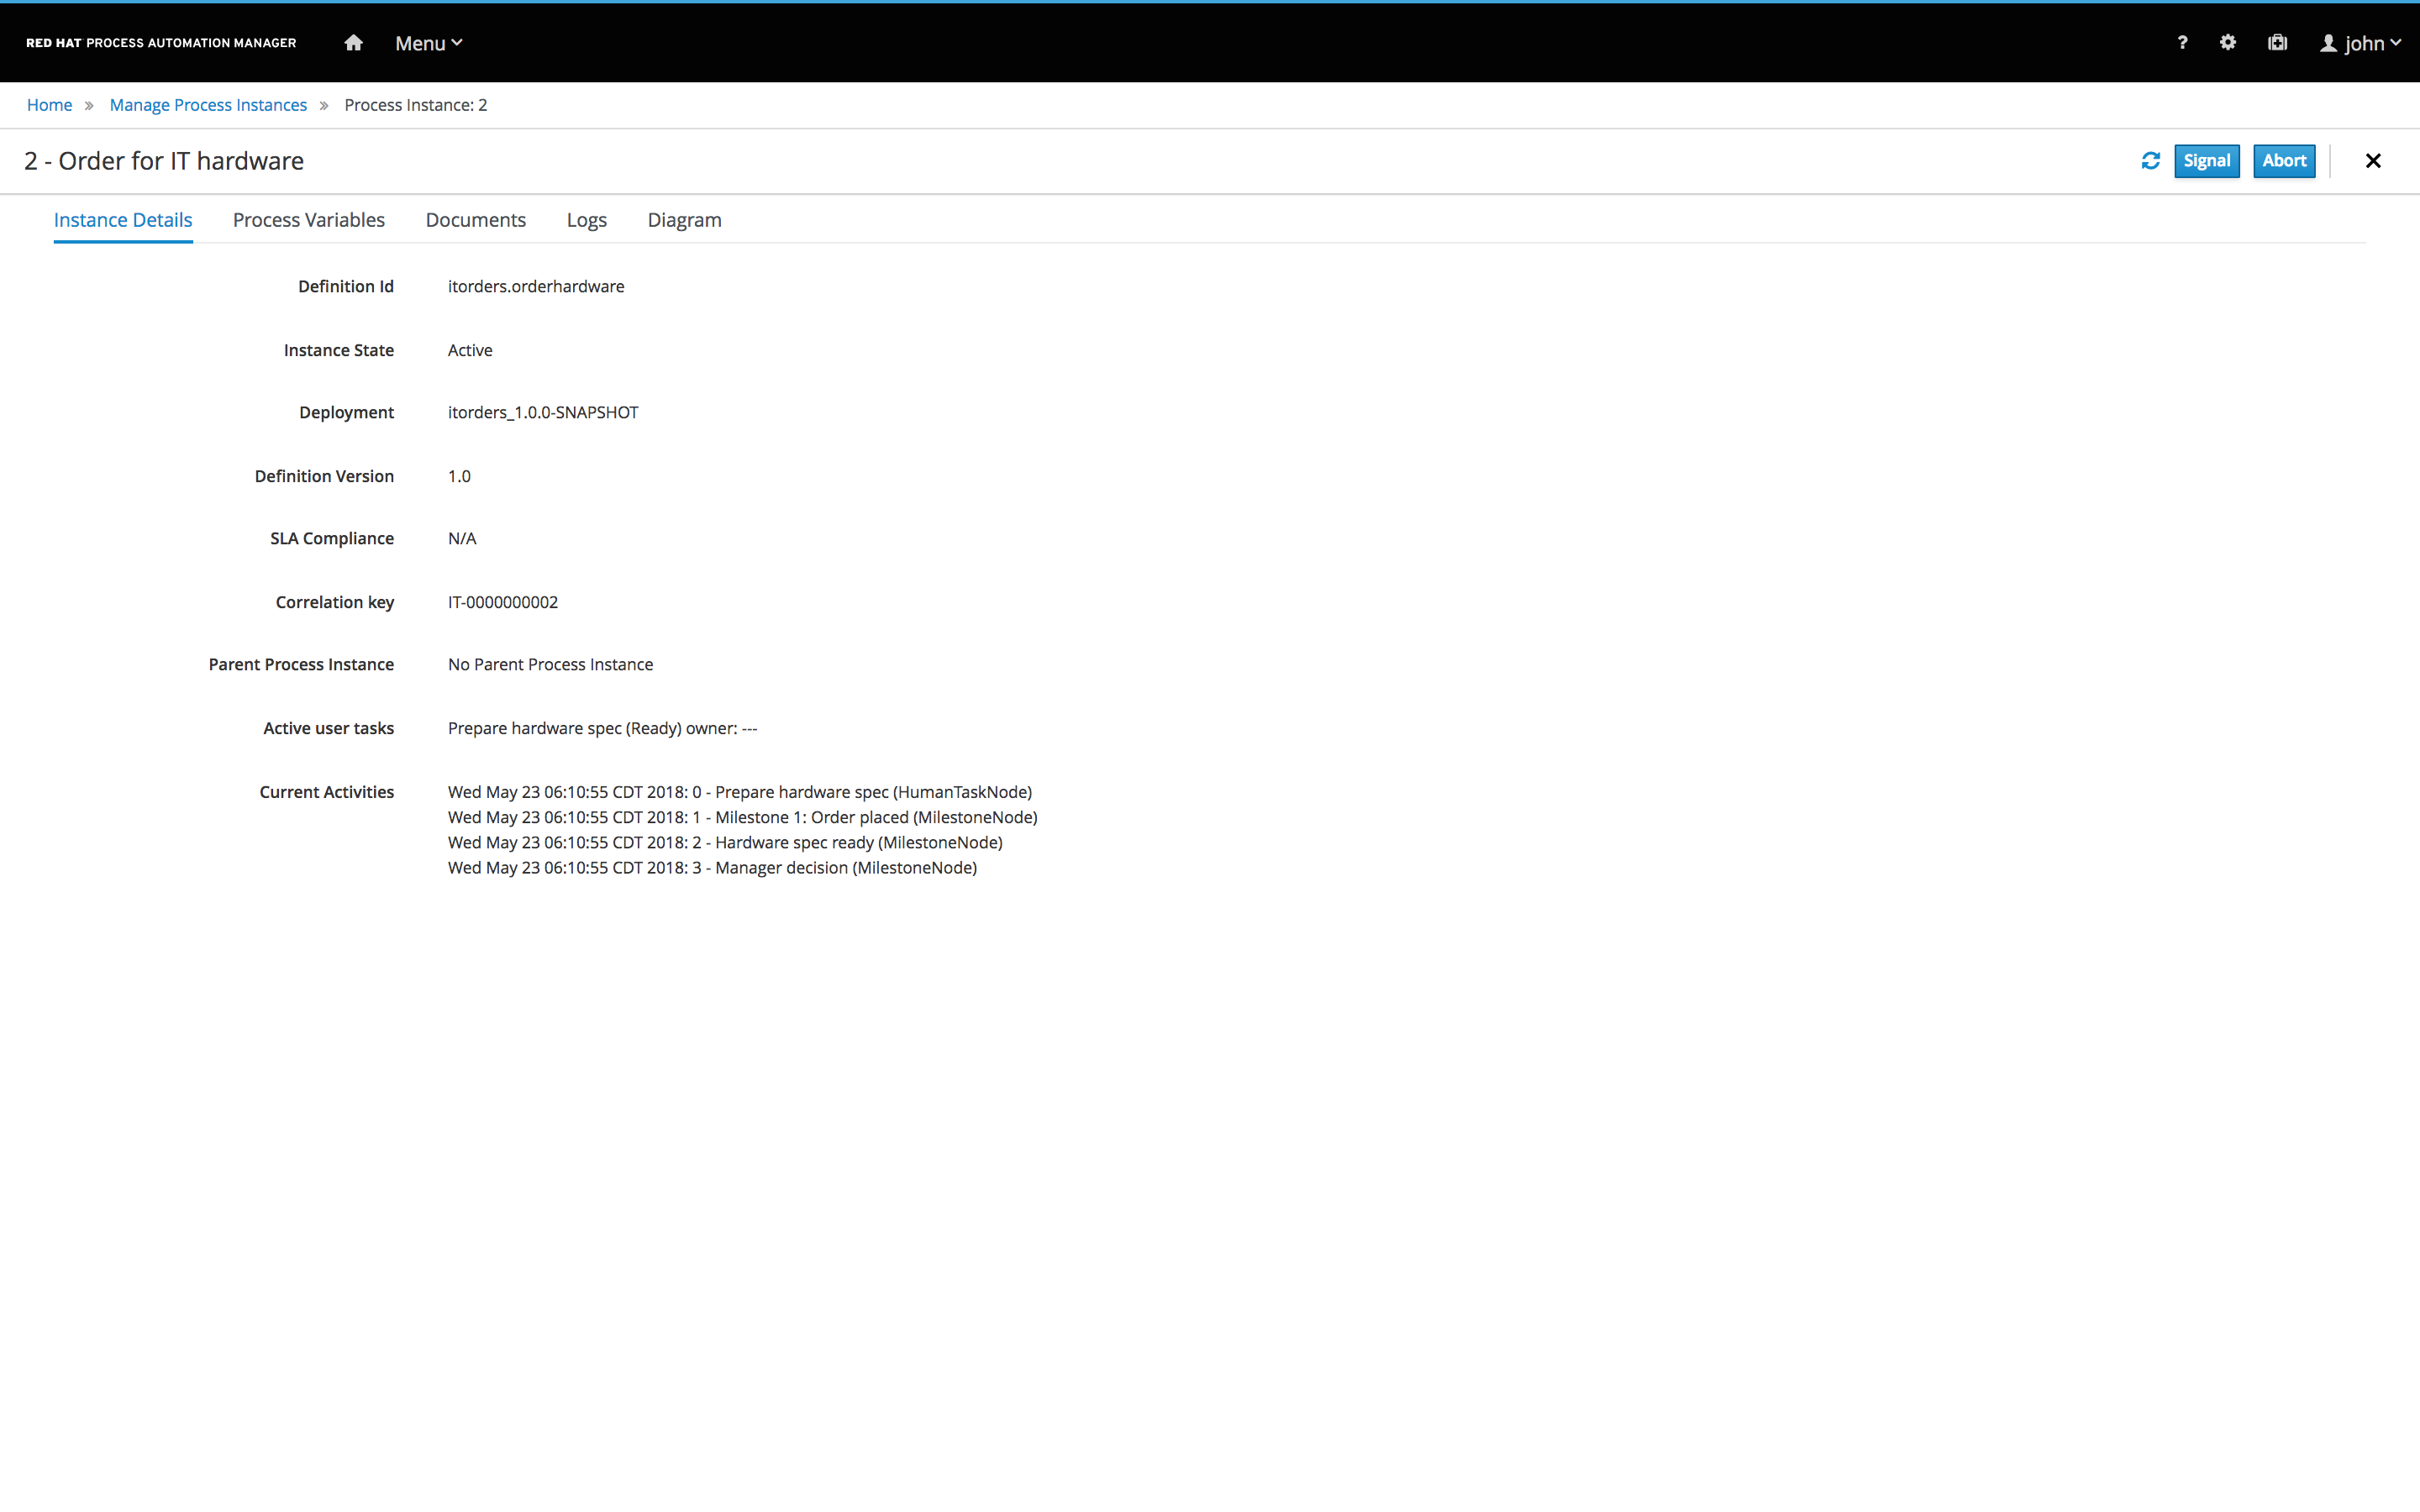 RED HAT PROCESS AUTOMATION MANAGER Menu ? john
Home » Manage Process Instances » Process Instance: 2
2 - Order for IT hardware Signal Abort
Instance Details Process Variables Documents Logs Diagram
Definition Id itorders.orderhardware
Instance State Active
Deployment itorders_1.0.0-SNAPSHOT
Definition Version 1.0
SLA Compliance N/A
Correlation key IT-0000000002
Parent Process Instance No Parent Process Instance
Active user tasks Prepare hardware spec (Ready) owner: ---
Current Activities Wed May 23 06:10:55 CDT 2018: 0 - Prepare hardware spec (HumanTaskNode)
Wed May 23 06:10:55 CDT 2018: 1 - Milestone 1: Order placed (MilestoneNode)
Wed May 23 06:10:55 CDT 2018: 2 - Hardware spec ready (MilestoneNode)
Wed May 23 06:10:55 CDT 2018: 3 - Manager decision (MilestoneNode)